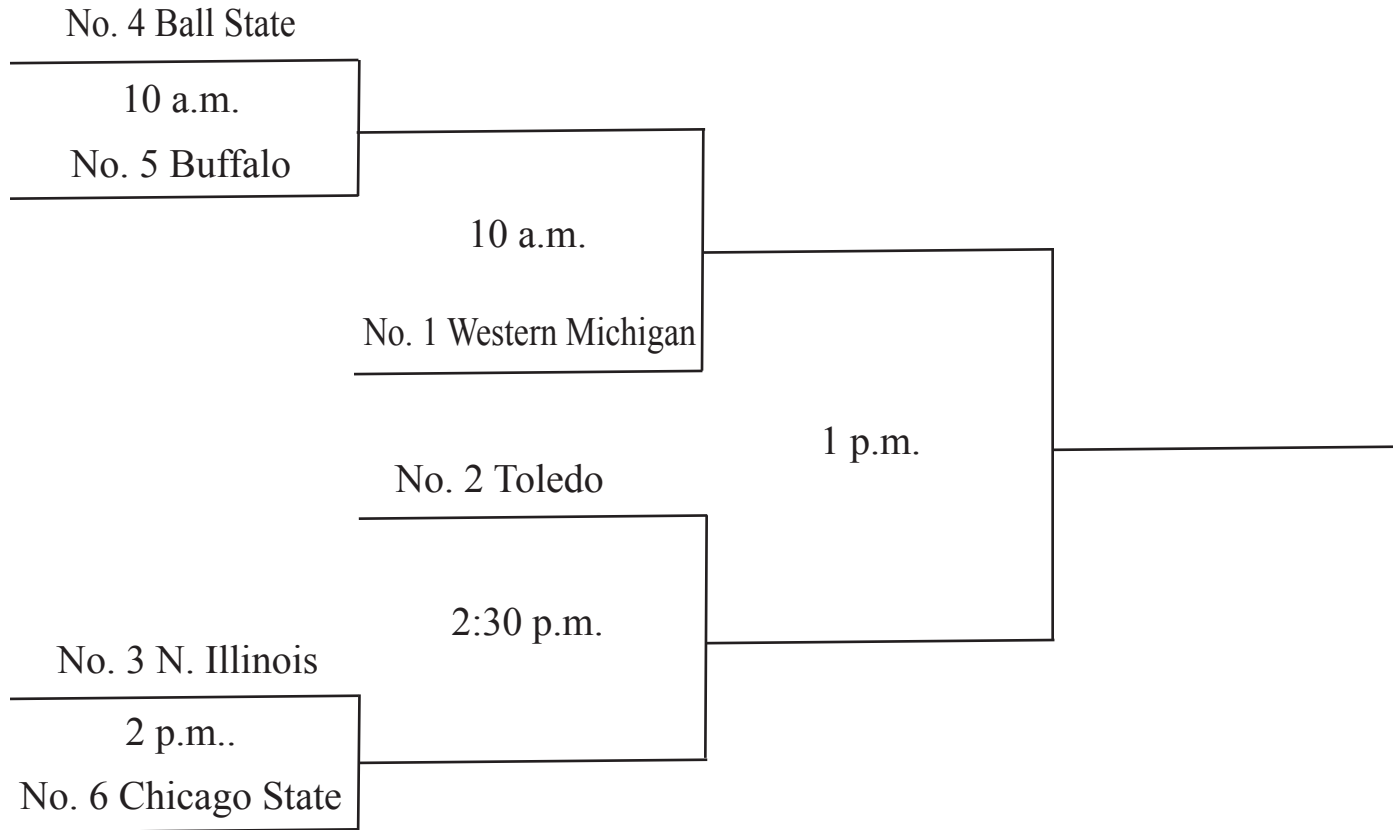 No. 4 Ball State
10 a.m.
No. 5 Buffalo
10 a.m.
No. 1 Western Michigan
1 p.m.
No. 2 Toledo
2:30 p.m.
No. 3 N. Illinois
2 p.m..
No. 6 Chicago State